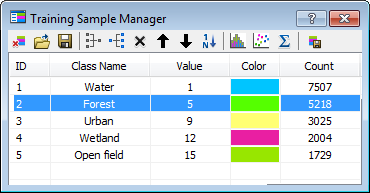 Training Sample Manager
ID Class Name Value Color Count
1 Water 1 7507
2 Forest 5 5218
3 Urban 9 3025
4 Wetland 12 2004
5 Open field 15 1729